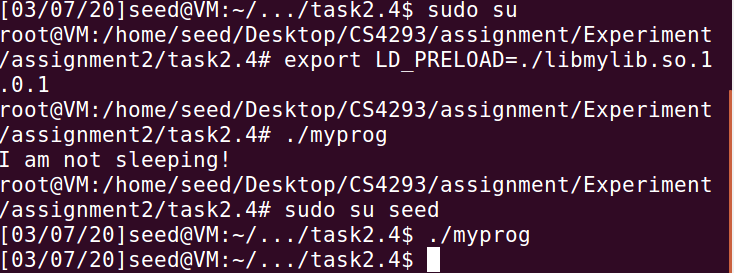 [03/07/20]seed@VM:~/.../task2.4$ sudo su
root@VM:/home/seed/Desktop/CS4293/assignment/Experiment
/assignment2/task2.4# export LD_PRELOAD=./libmylib.so.1
.0.1
root@VM:/home/seed/Desktop/CS4293/assignment/Experiment
/assignment2/task2.4# ./myprog
I am not sleeping!
root@VM:/home/seed/Desktop/CS4293/assignment/Experiment
/assignment2/task2.4# sudo su seed
[03/07/20]seed@VM:~/.../task2.4$ ./myprog
[03/07/20]seed@VM:~/.../task2.4$